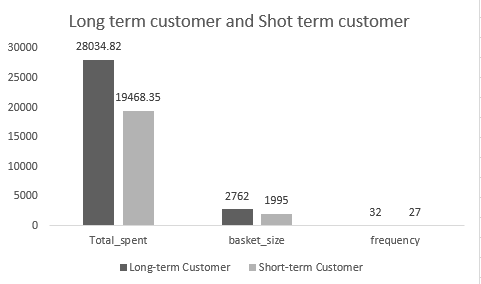 Long term customer and Shot term customer
30000
25000
20000
15000
10000
5000
0
28034.82
19468.35
2762
1995
32
27
Total_spent
basket_size
frequency
Long-term Customer
Short-term Customer